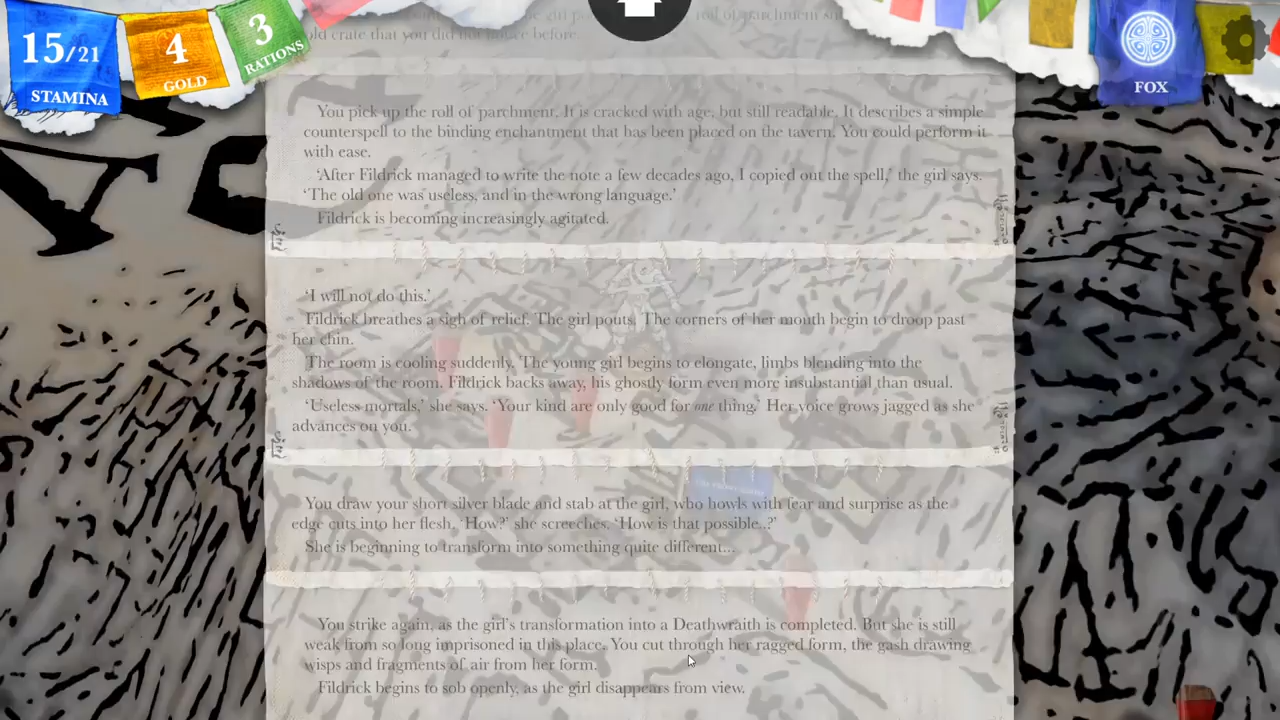 15/21
STAMINA
4
GOLD
3
RATIONS
FOX
roll of parchment
old crate that you did not notice before.
You pick up the roll of parchment. It is cracked with age, but still readable. It describes a simple
counterspell to the binding enchantment that has been placed on the tavern. You could perform it
with ease.
‘After Fildrick managed to write the note a few decades ago, I copied out the spell,’ the girl says.
‘The old one was useless, and in the wrong language.’
Fildrick is becoming increasingly agitated.
‘I will not do this.’
Fildrick breathes a sigh of relief. The girl pouts. The corners of her mouth begin to droop past
her chin.
The room is cooling suddenly. The young girl begins to elongate, limbs blending into the
shadows of the room. Fildrick backs away, his ghostly form even more insubstantial than usual.
‘Useless mortals,’ she says. ‘Your kind are only good for one thing.’ Her voice grows jagged as she
advances on you.
You draw your short silver blade and stab at the girl, who howls with fear and surprise as the
edge cuts into her flesh. ‘How?’ she screeches. ‘How is that possible..?’
She is beginning to transform into something quite different...
You strike again, as the girl's transformation into a Deathwraith is completed. But she is still
weak from so long imprisoned in this place. You cut through her ragged form, the gash drawing
wisps and fragments of air from her form.
Fildrick begins to sob openly, as the girl disappears from view.